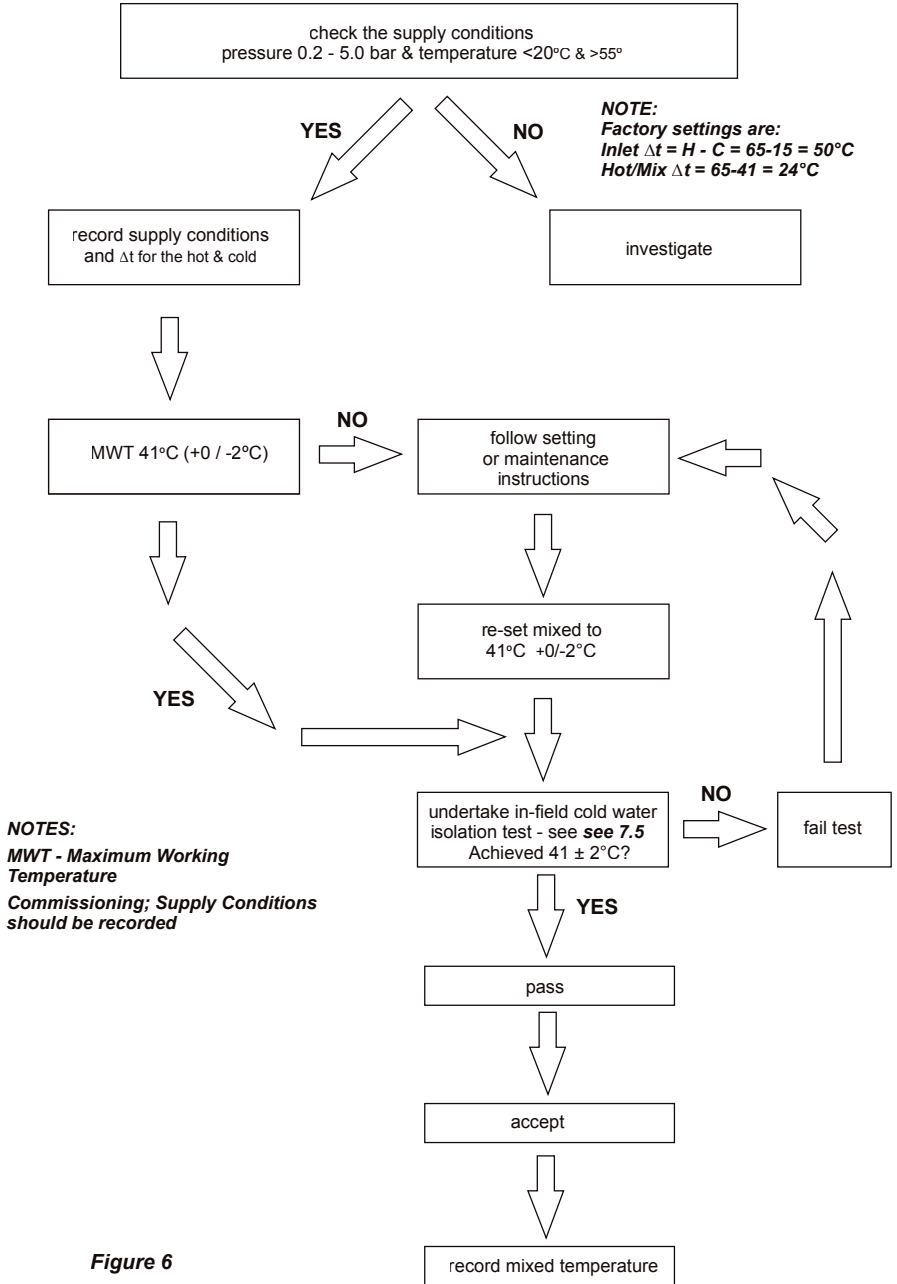 check the supply conditions
pressure 0.2 - 5.0 bar & temperature <20ºC & >55º
YES
NO
NOTE:
Factory settings are:
Inlet Δt = H - C = 65-15 = 50°C
Hot/Mix Δt = 65-41 = 24°C
record supply conditions
and Δt for the hot & cold
investigate
MWT 41ºC (+0 / -2ºC)
NO
follow setting
or maintenance
instructions
re-set mixed to
41ºC +0/-2°C
YES
undertake in-field cold water
isolation test - see see 7.5
Achieved 41 ± 2°C?
NO
fail test
NOTES:
MWT - Maximum Working
Temperature
Commissioning; Supply Conditions
should be recorded
YES
pass
accept
record mixed temperature
Figure 6